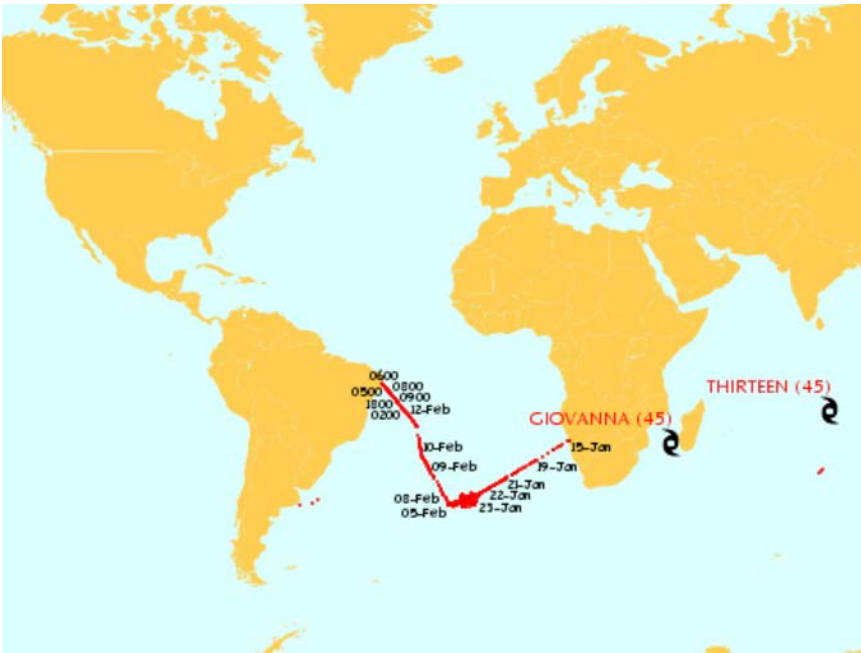 0600
0800
0500
0900
1800
12-Feb
0200
THIRTEEN (45)
GIOVANNA (45)
10-Feb
15-Jan
09-Feb
19-Jan
21-Jan
08-Feb
22-Jan
05-Feb
23-Jan